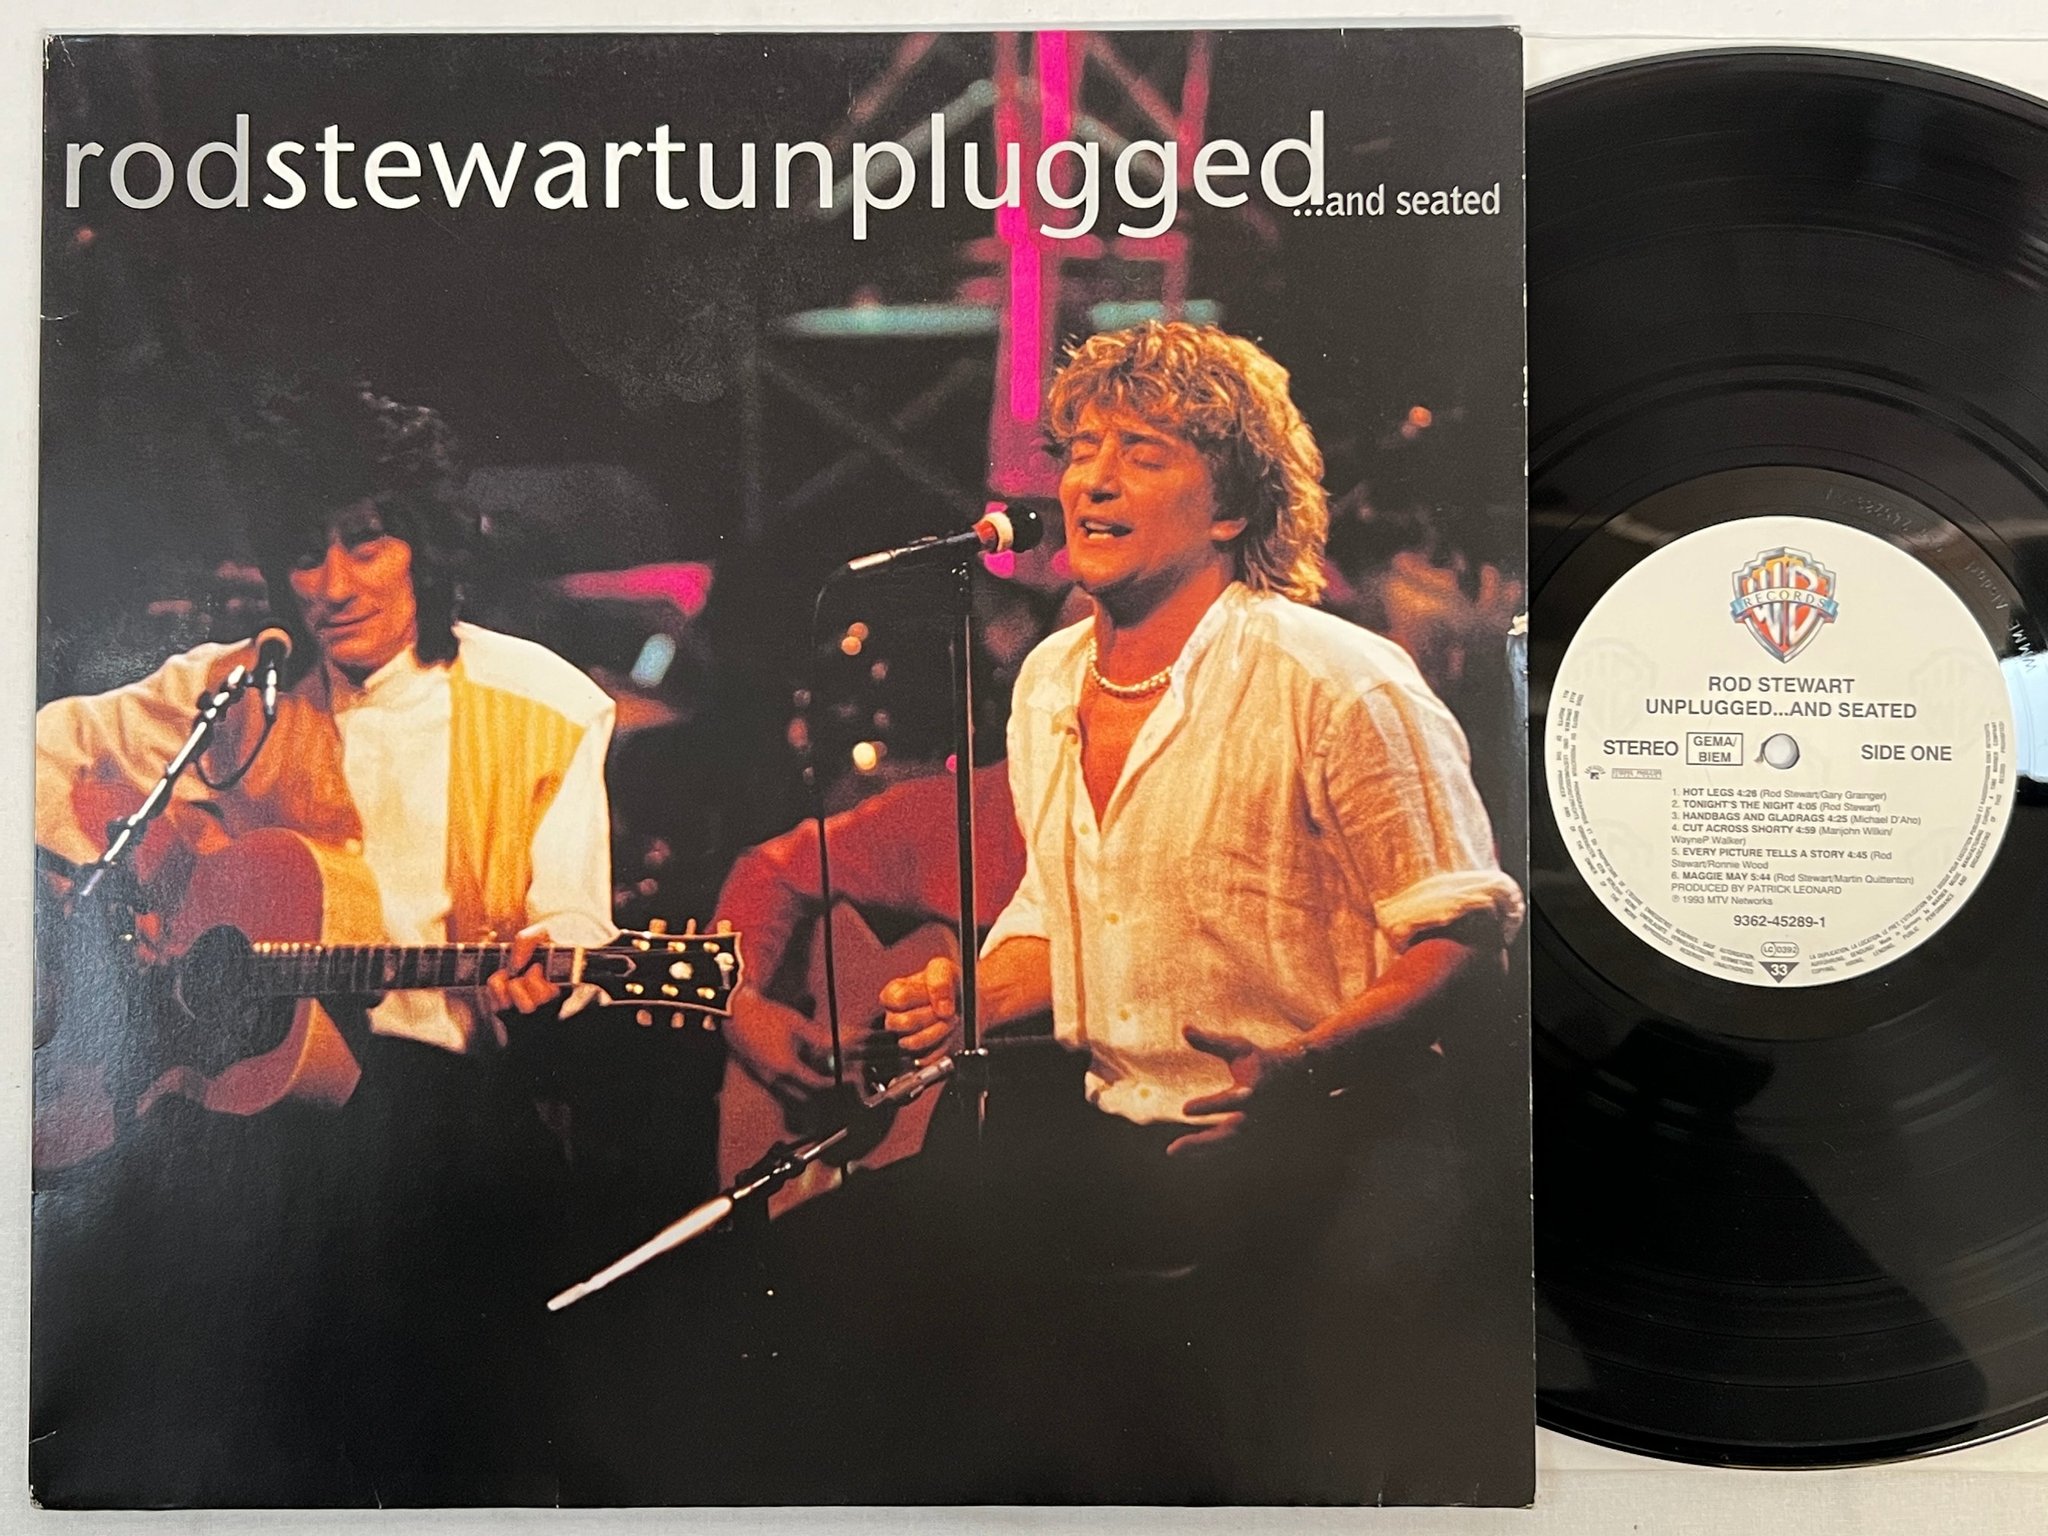 rodstewartunplugged
...and seated
WB
RECORDS
ROD STEWART
UNPLUGGED...AND SEATED
STEREO GEMA/ BIEM SIDE ONE
1. HOT LEGS 4:26 (Rod Stewart/Gary Grainger)
2. TONIGHT'S THE NIGHT 4:05 (Rod Stewart)
3. HANDBAGS AND GLADRAGS 4:25 (Michael D'Aho)
4. CUT ACROSS SHORTY 4:59 (Marijohn Wilkin/
WayneP Walker)
5. EVERY PICTURE TELLS A STORY 4:45 (Rod
Stewart/Ronnie Wood
6. MAGGIE MAY 5:44 (Rod Stewart/Martin Quittenton)
PRODUCED BY PATRICK LEONARD
℗ 1993 MTV Networks
9362-45289-1
LC 0392
33